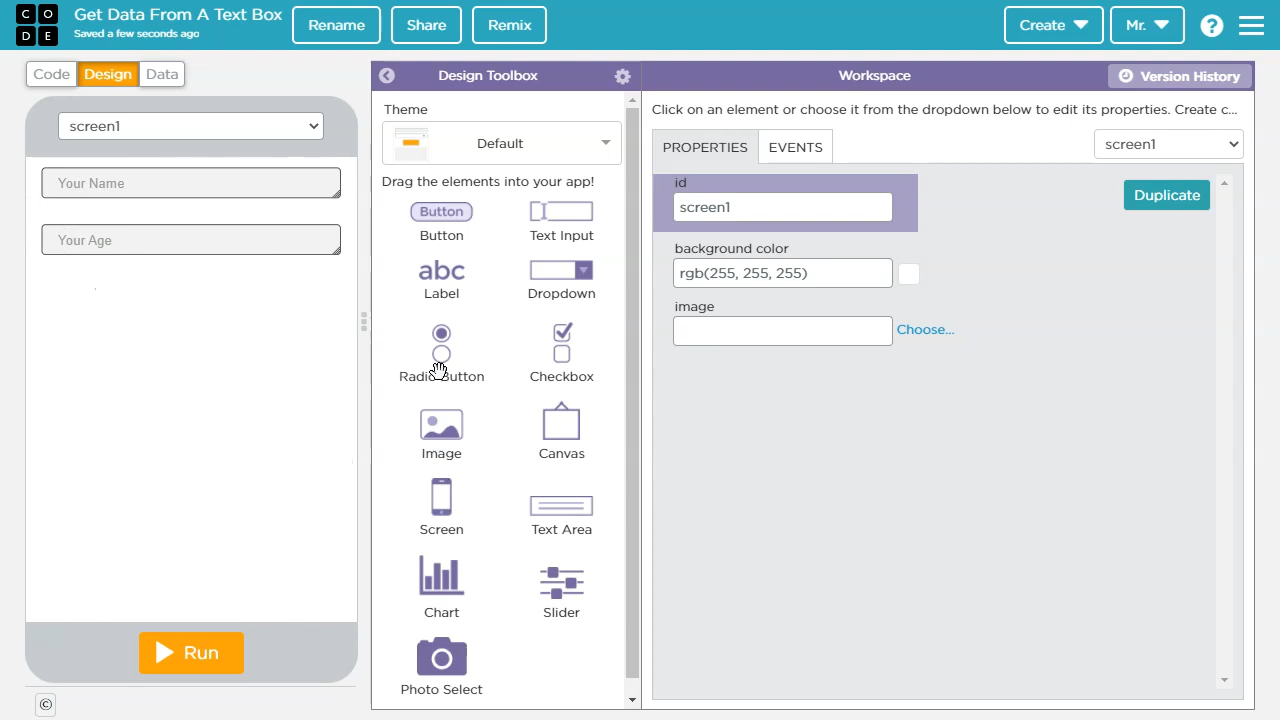 CODE
Get Data From A Text Box
Saved a few seconds ago
Rename
Share
Remix
Create
Mr.
?
Code
Design
Data
screen1
Your Name
Your Age
Run
©
Design Toolbox
Theme
Default
Drag the elements into your app!
Button
Button
Text Input
abc
Label
Dropdown
Radio Button
Checkbox
Image
Canvas
Screen
Text Area
Chart
Slider
Photo Select
Workspace
Version History
Click on an element or choose it from the dropdown below to edit its properties. Create c...
PROPERTIES
EVENTS
screen1
id
screen1
Duplicate
background color
rgb(255, 255, 255)
image
Choose...